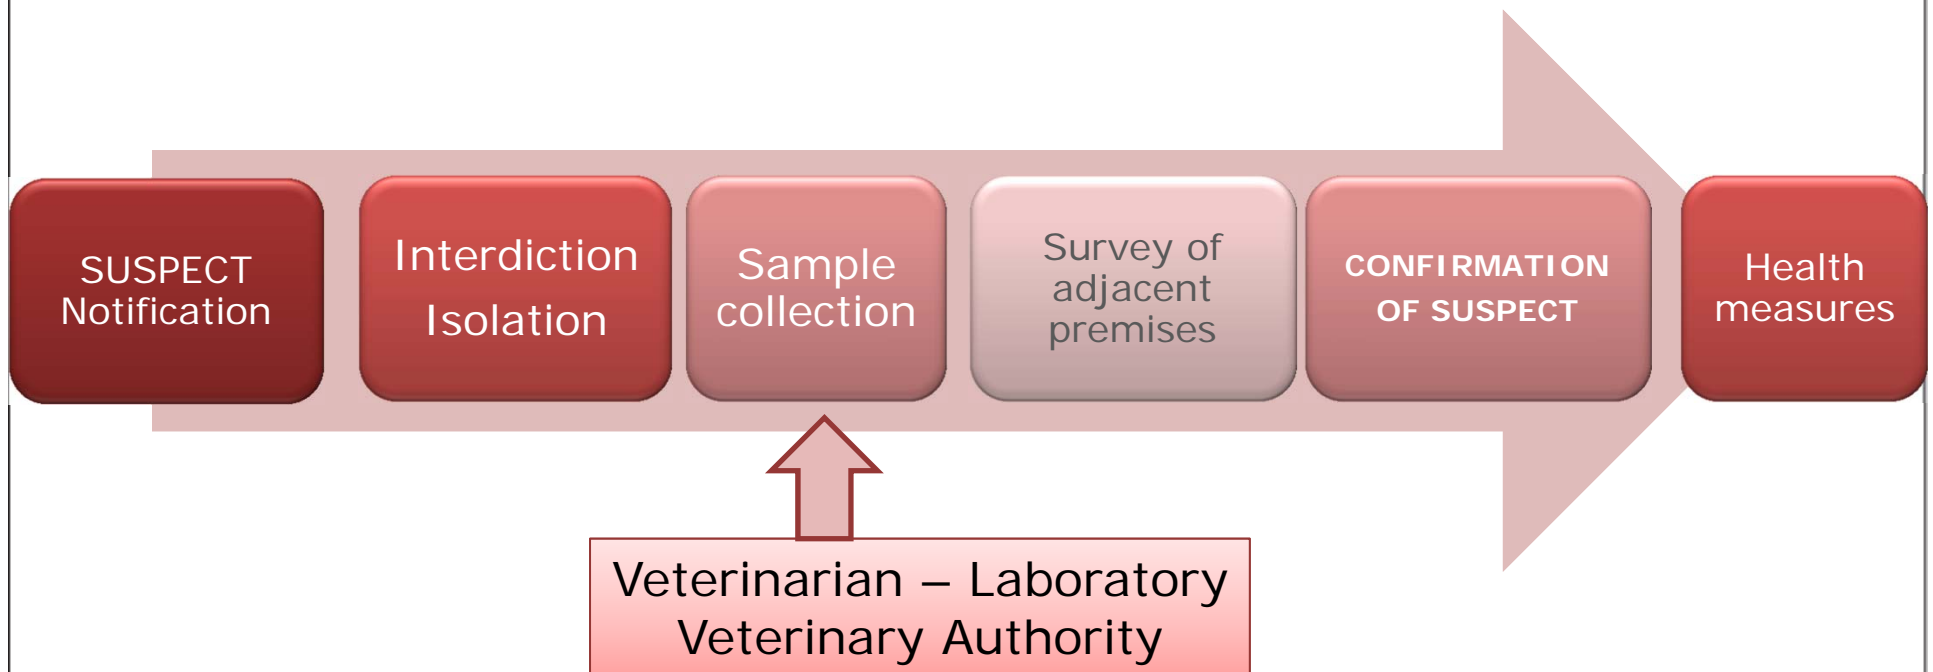 SUSPECT
Notification
Interdiction
Isolation
Sample
collection
Survey of
adjacent
premises
CONFIRMATION
OF SUSPECT
Health
measures
Veterinarian – Laboratory
Veterinary Authority